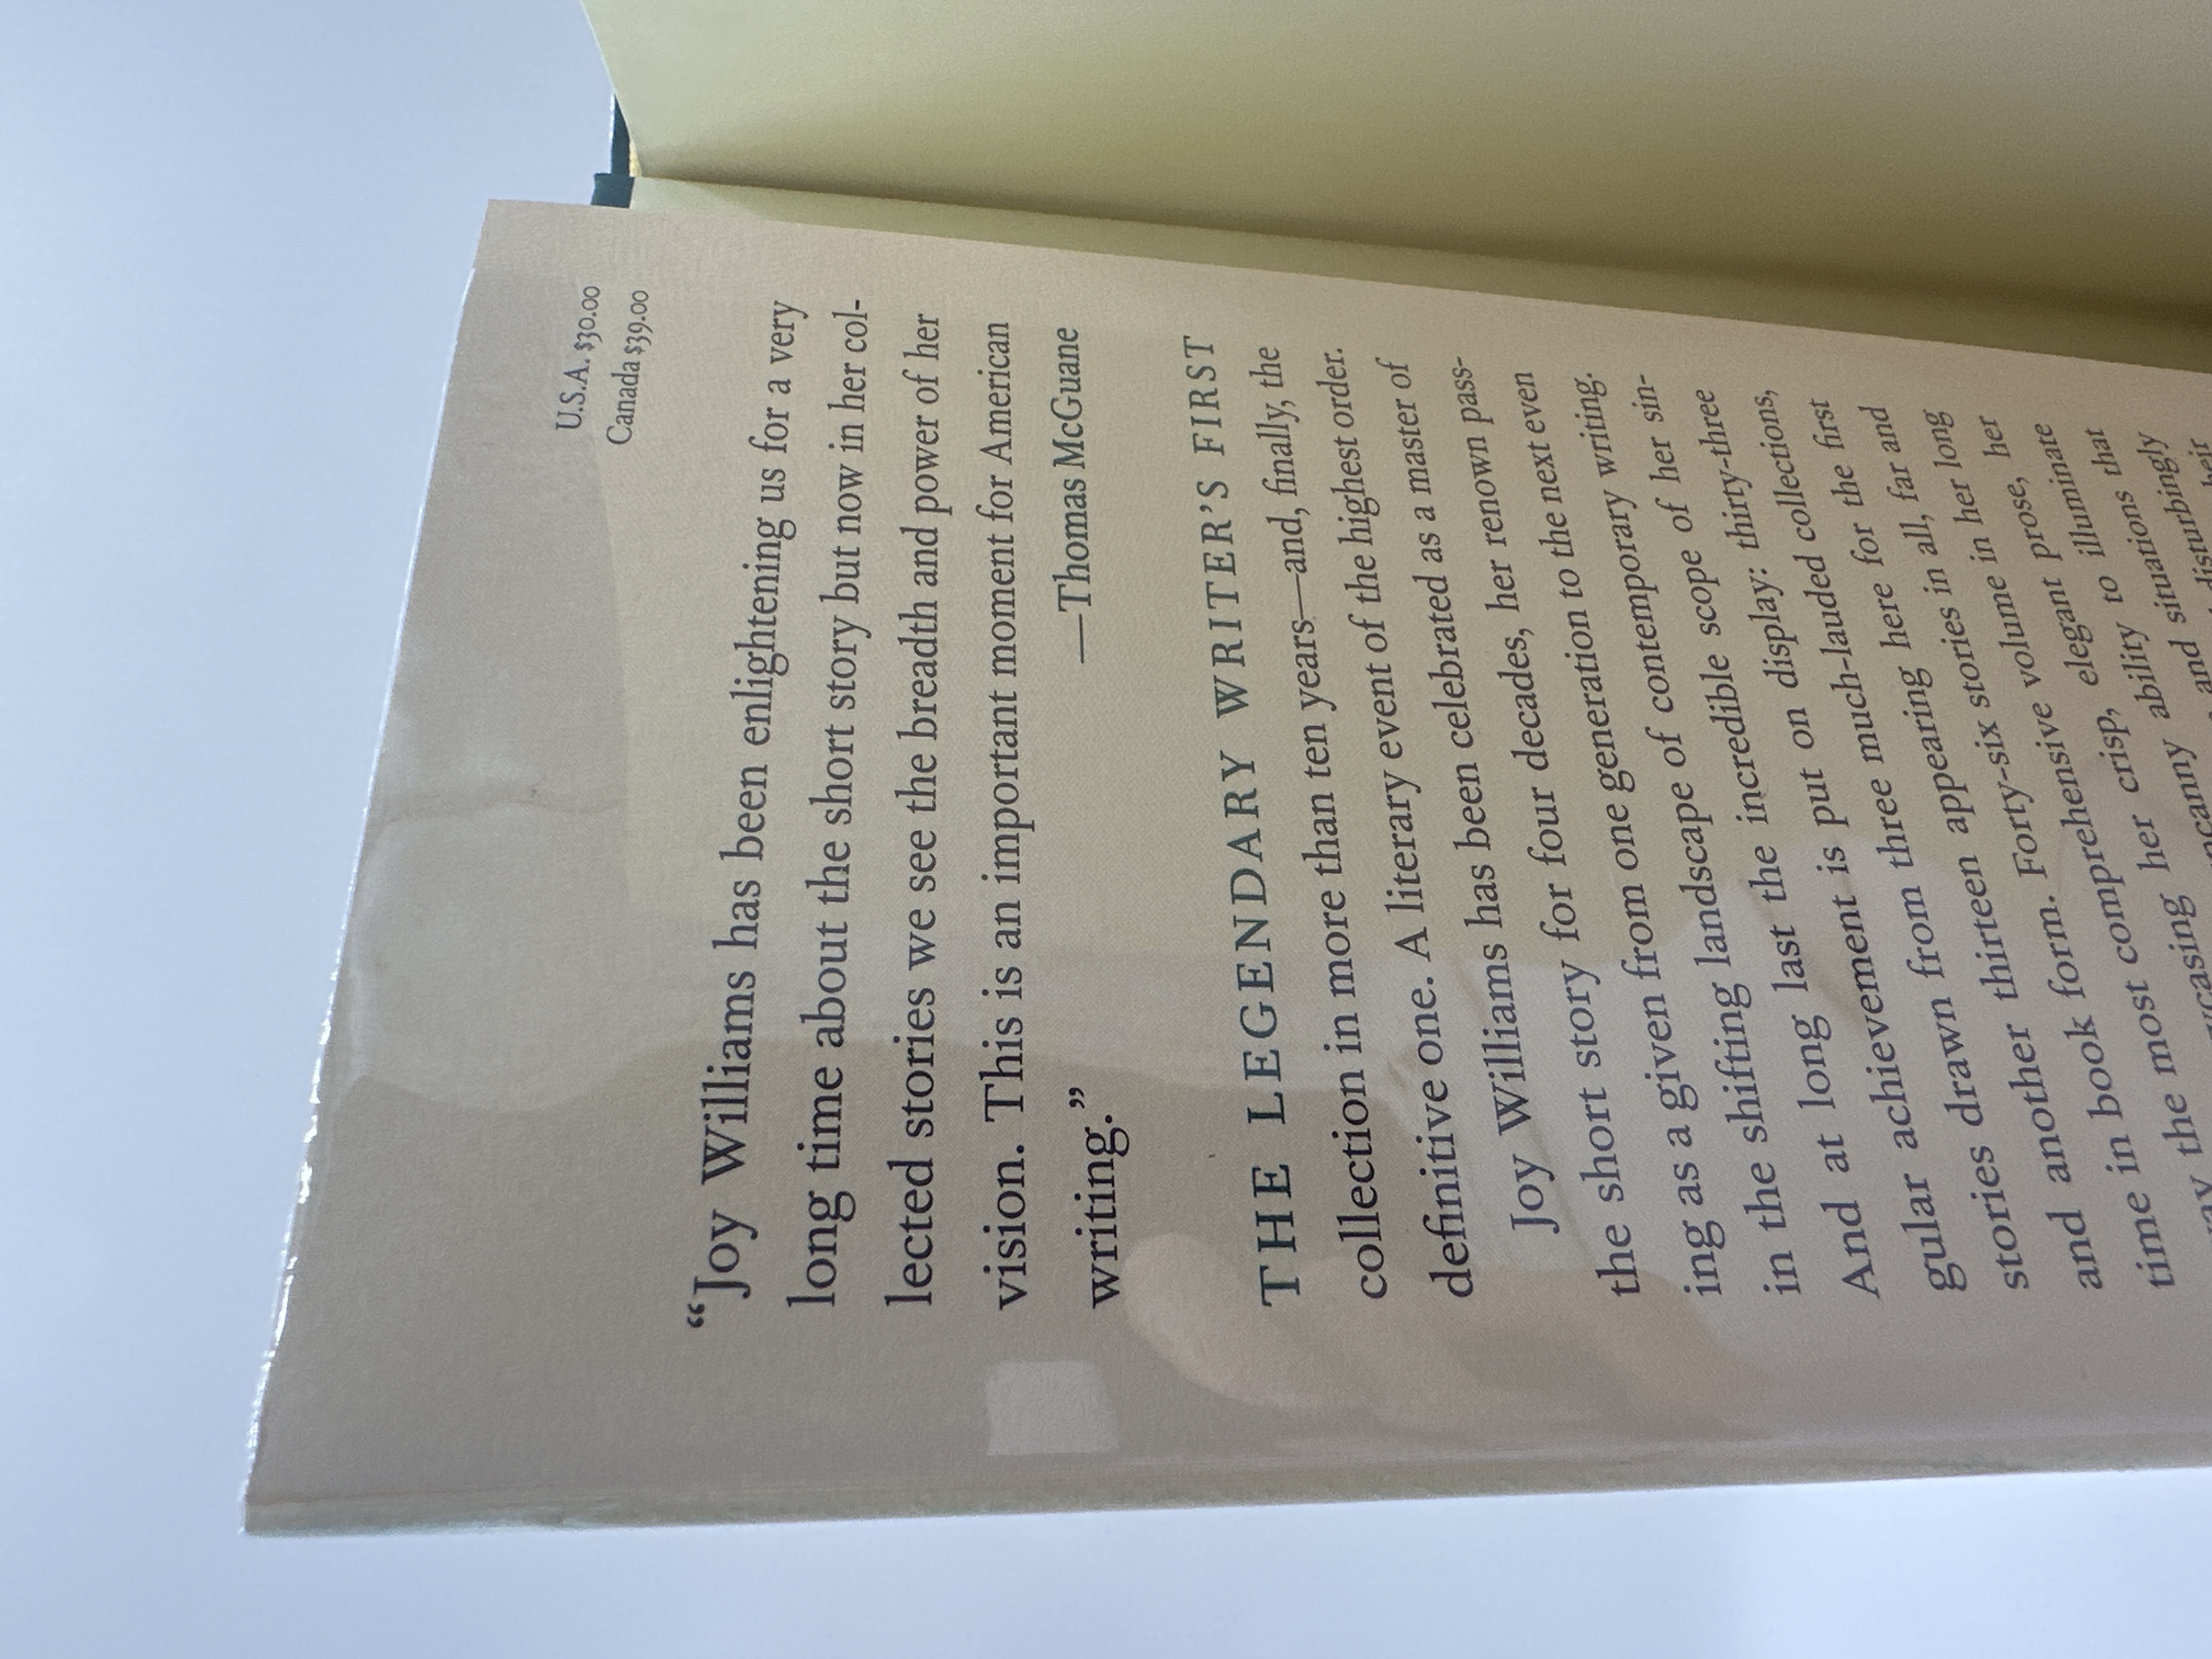 U.S.A. $30.00
Canada $39.00
“Joy Williams has been enlightening us for a very
long time about the short story but now in her col-
lected stories we see the breadth and power of her
vision. This is an important moment for American
writing.”
—Thomas McGuane
THE LEGENDARY WRITER’S FIRST
collection in more than ten years—and, finally, the
definitive one. A literary event of the highest order.
Joy Williams has been celebrated as a master of
the short story for four decades, her renown pass-
ing as a given from one generation to the next even
in the shifting landscape of contemporary writing.
And at long last the incredible scope of her sin-
gular achievement is put on display: thirty-three
stories drawn from three much-lauded collections,
and another thirteen appearing here for the first
time in book form. Forty-six stories in all, far and
the most comprehensive volume in her long
casing her crisp, elegant prose, her
and ability to illuminate
situations that
disturbingly